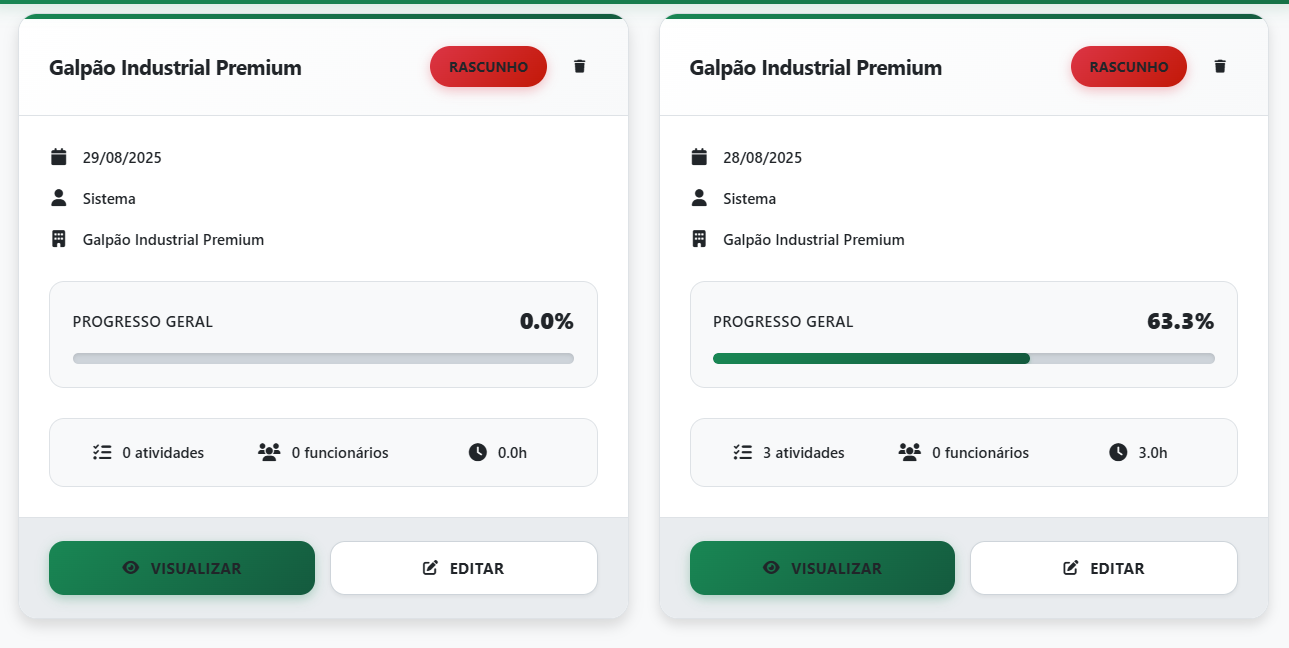 Galpão Industrial Premium
RASCUNHO
29/08/2025
Sistema
Galpão Industrial Premium
PROGRESSO GERAL
0.0%
0 atividades
0 funcionários
0.0h
VISUALIZAR
EDITAR
Galpão Industrial Premium
RASCUNHO
28/08/2025
Sistema
Galpão Industrial Premium
PROGRESSO GERAL
63.3%
3 atividades
0 funcionários
3.0h
VISUALIZAR
EDITAR